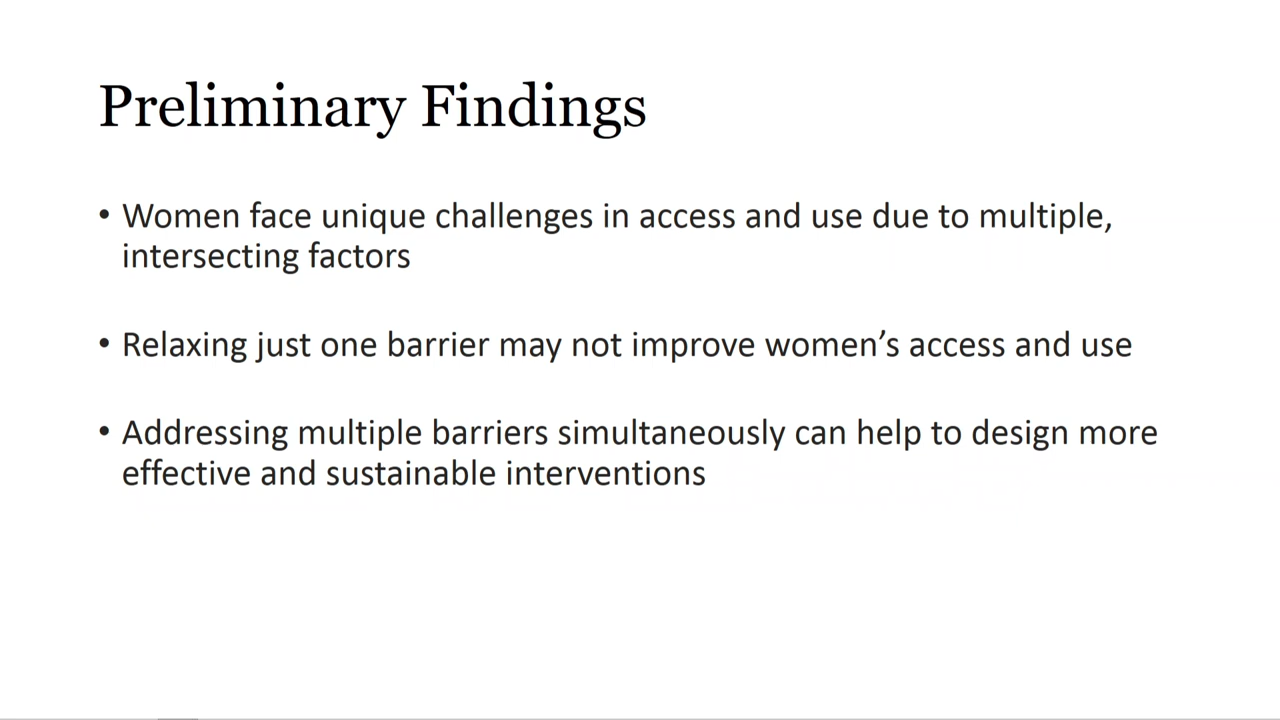 Preliminary Findings
• Women face unique challenges in access and use due to multiple,
intersecting factors
• Relaxing just one barrier may not improve women’s access and use
• Addressing multiple barriers simultaneously can help to design more
effective and sustainable interventions